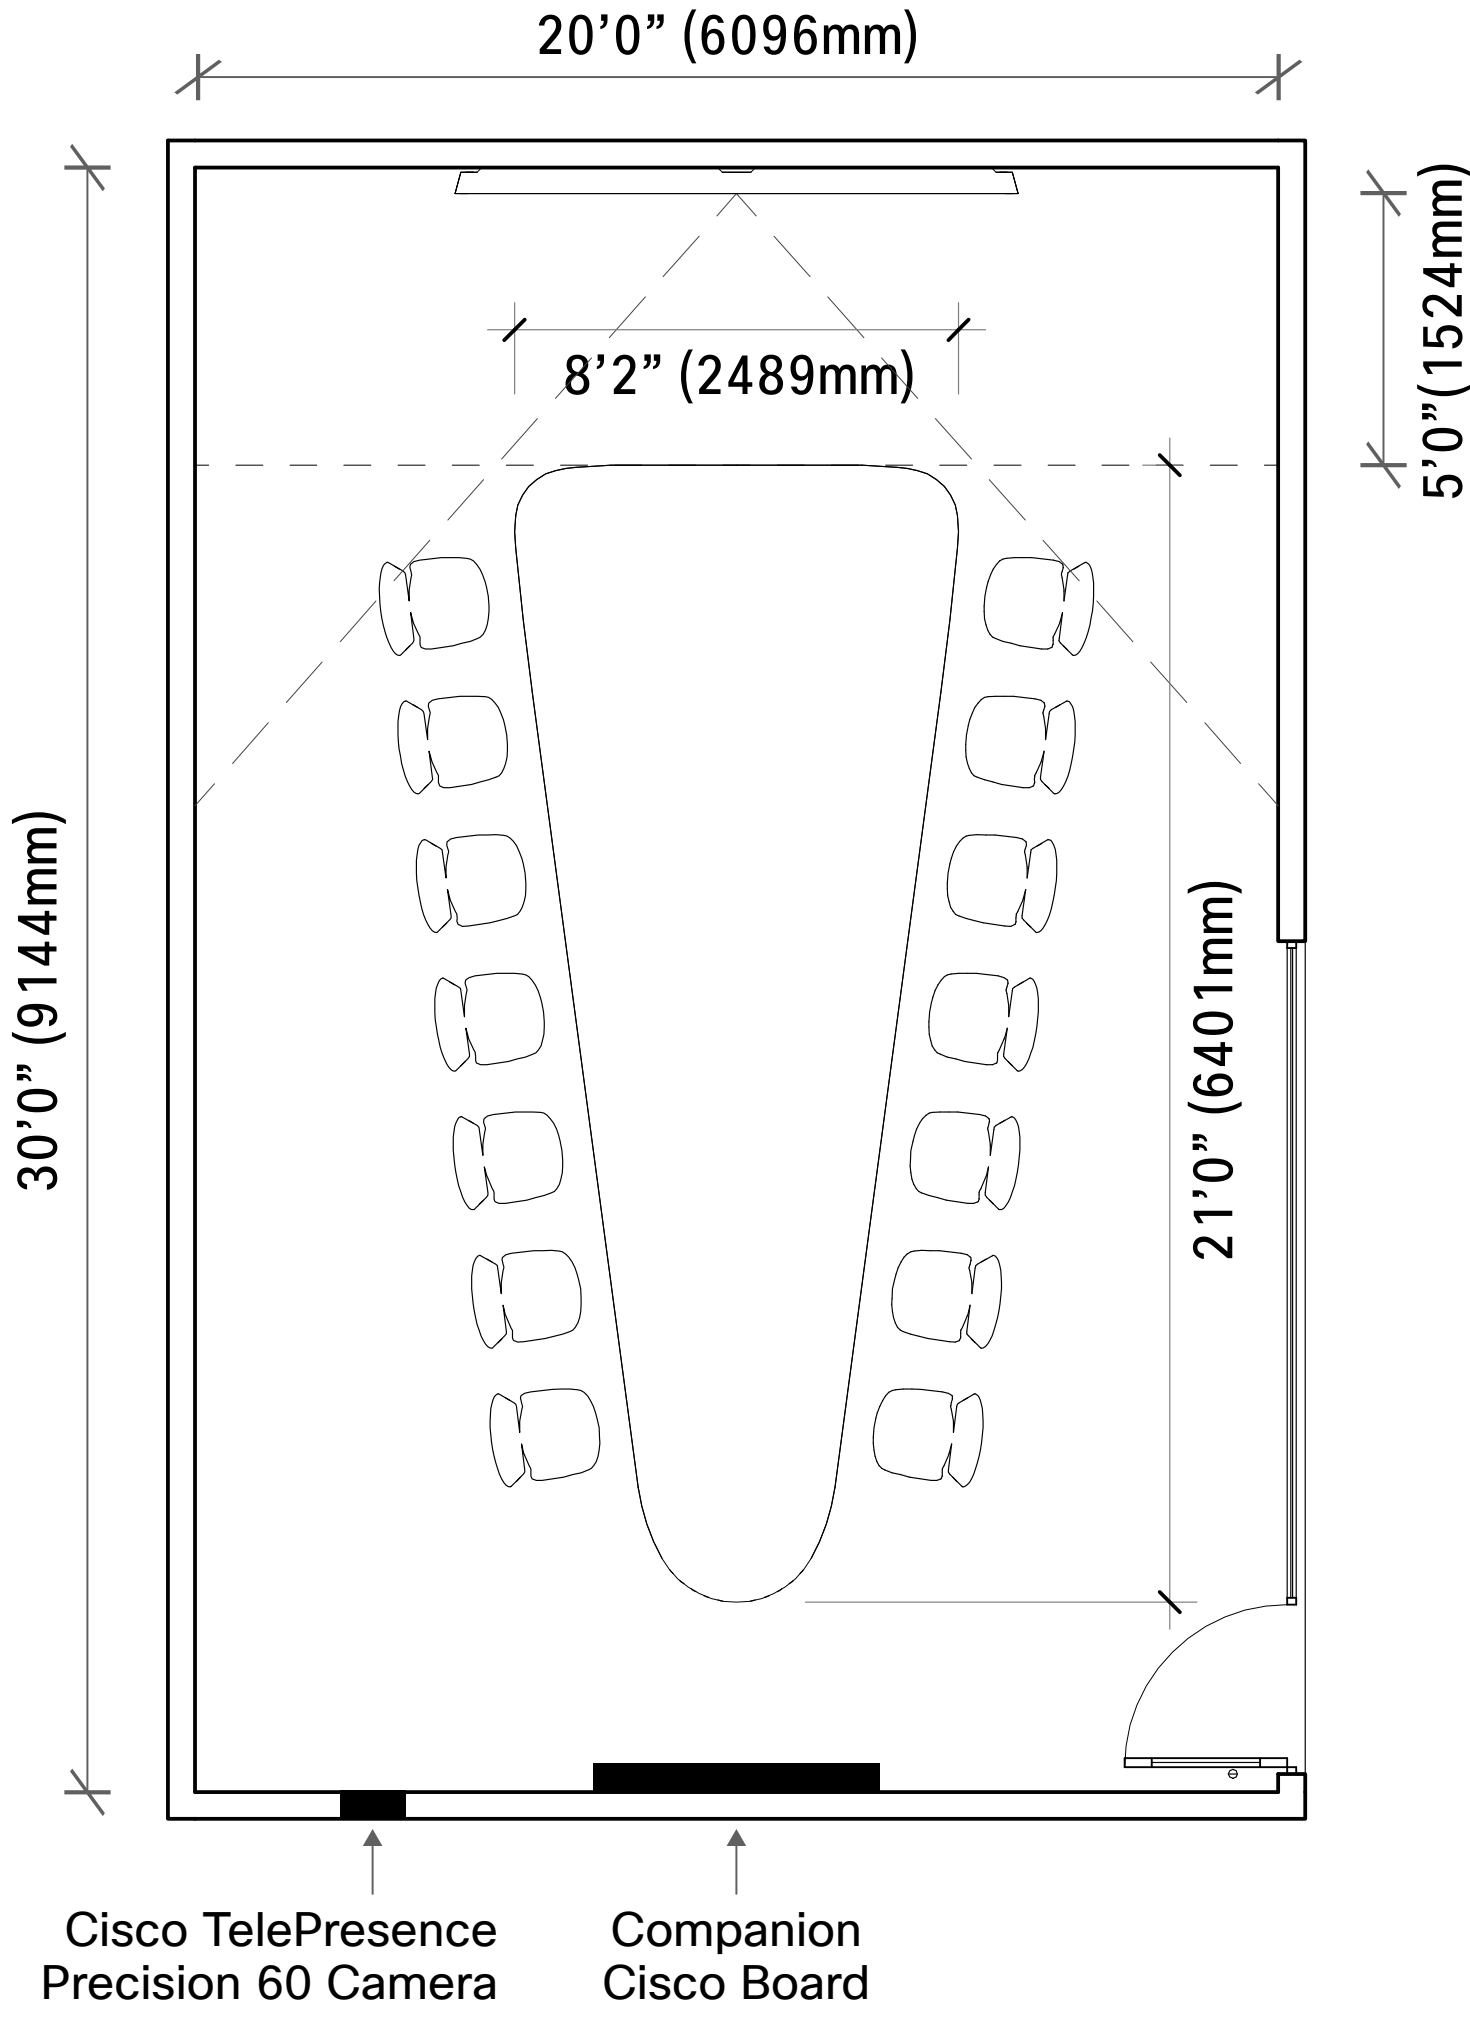 20’0” (6096mm)
5’0”(1524mm)
8’2” (2489mm)
30’0” (9144mm)
21’0” (6401mm)
Cisco TelePresence
Precision 60 Camera
Companion
Cisco Board